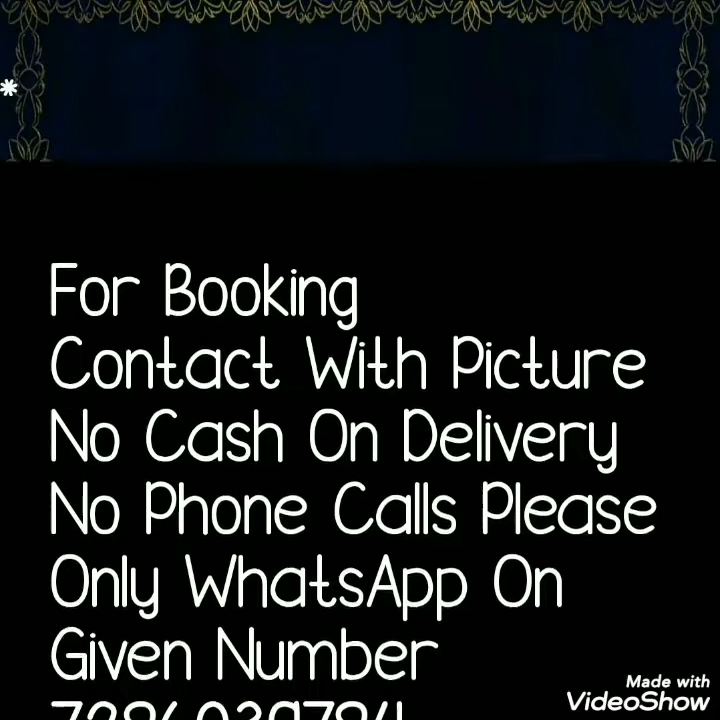 *
For Booking
Contact With Picture
No Cash On Delivery
No Phone Calls Please
Only WhatsApp On
Given Number
Made with
VideoShow